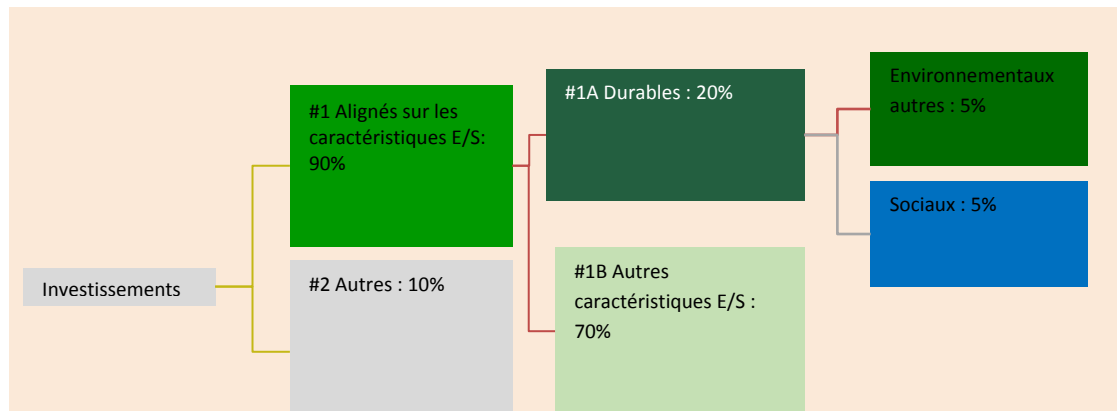 Investissements
#1 Alignés sur les
caractéristiques E/S:
90%
#2 Autres : 10%
#1A Durables : 20%
#1B Autres
caractéristiques E/S :
70%
Environnementaux
autres : 5%
Sociaux : 5%